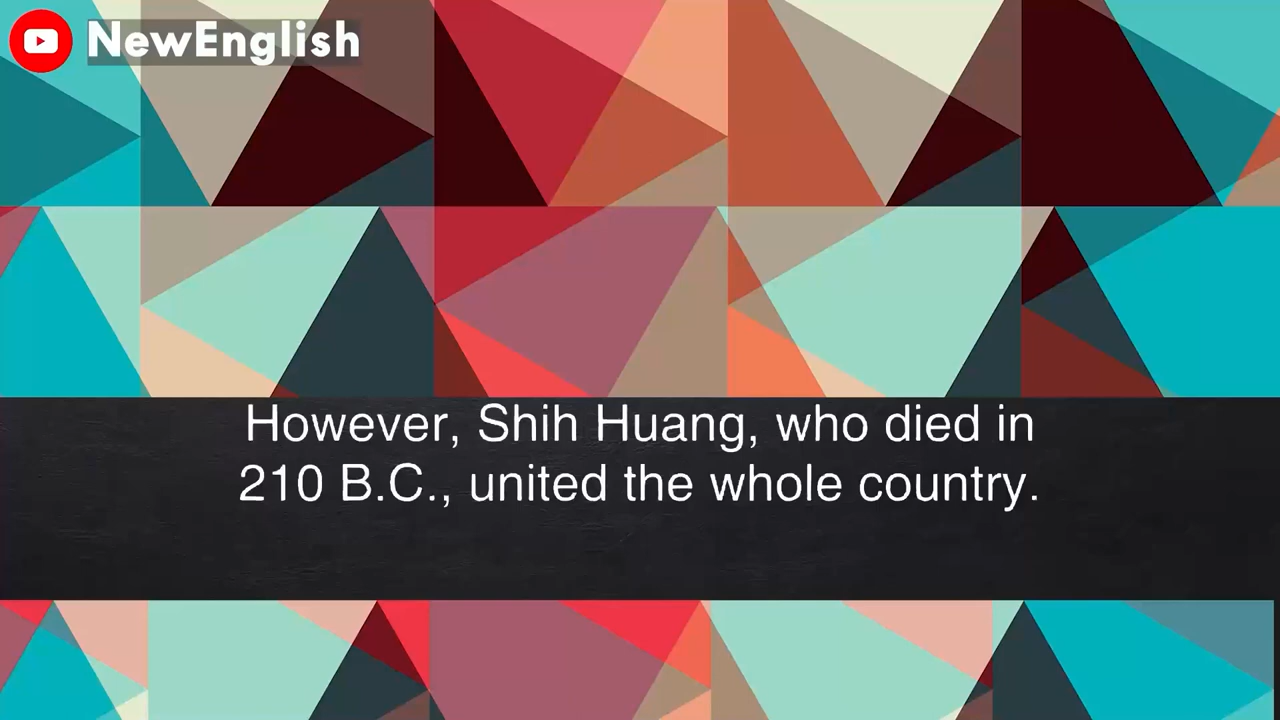 NewEnglish
However, Shih Huang, who died in
210 B.C., united the whole country.